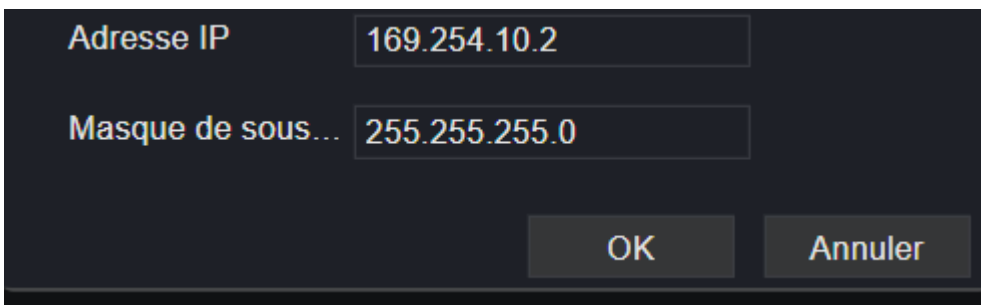 Adresse IP 169.254.10.2
Masque de sous... 255.255.255.0
OK Annuler